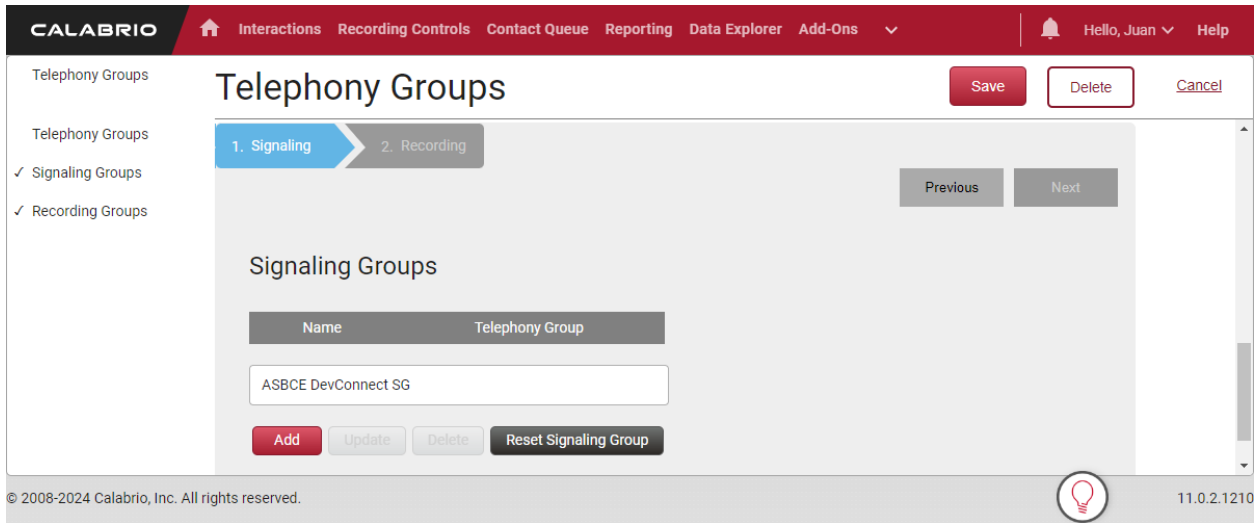 CALABRIO Interactions Recording Controls Contact Queue Reporting Data Explorer Add-Ons Hello, Juan Help
Telephony Groups
Telephony Groups Save Delete Cancel
Telephony Groups
✓ Signaling Groups
✓ Recording Groups
1. Signaling 2. Recording
Previous Next
Signaling Groups
Name Telephony Group
ASBCE DevConnect SG
Add Update Delete Reset Signaling Group
© 2008-2024 Calabrio, Inc. All rights reserved. 11.0.2.1210